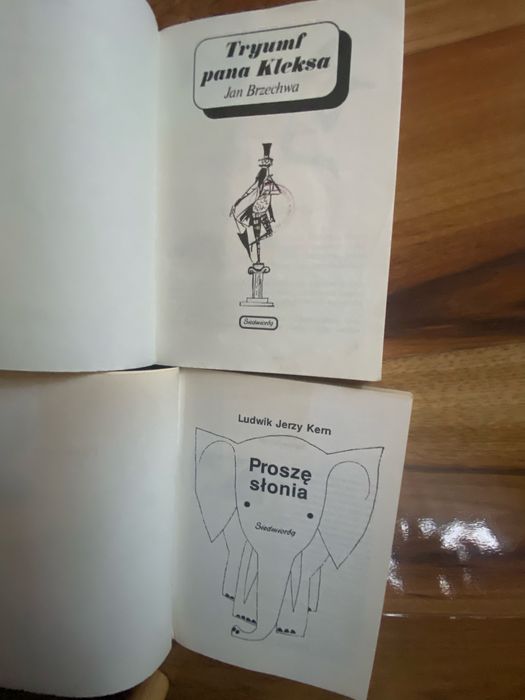 Tryumf
pana Kleksa
Jan Brzechwa
Siedmioróg
Ludwik Jerzy Kern
Proszę
słonia
Siedmioróg